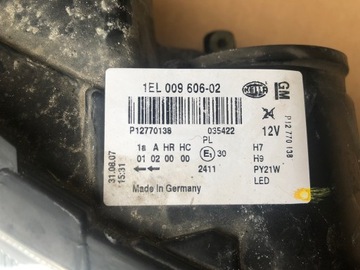 1EL 009 606-02
HELLA
GM
P12770138
035422
12V
PL
1a A HR HC
01 02 00 00
E1 30
2411
H7
H9
PY21W
LED
31.08.07
15:31
Made in Germany
P12 770 138